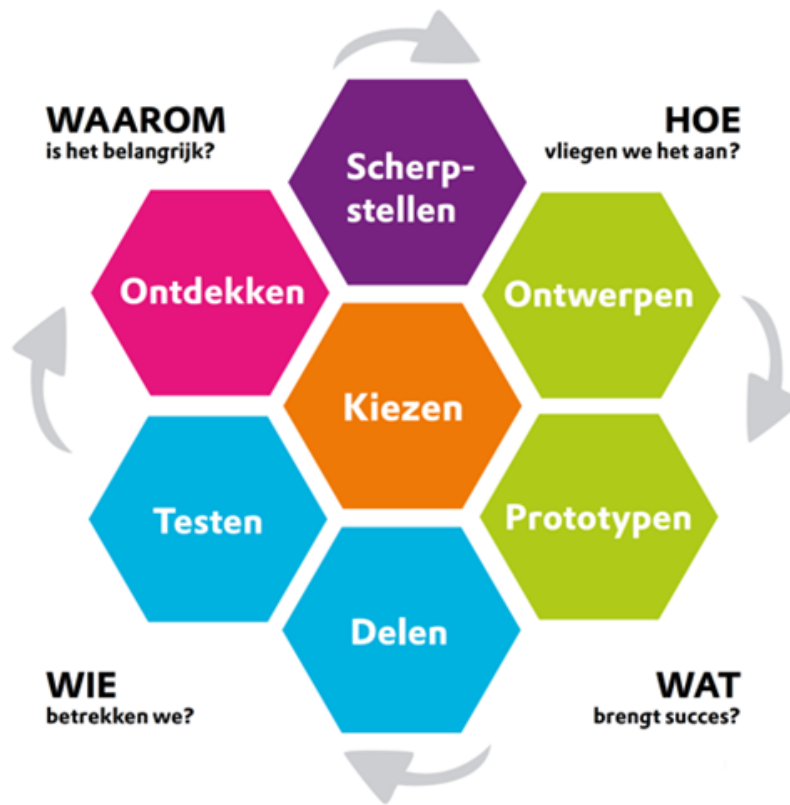 WAAROM
is het belangrijk?
HOE
vliegen we het aan?
Scherp-
stellen
Ontdekken
Ontwerpen
Kiezen
Testen
Prototypen
Delen
WIE
betrekken we?
WAT
brengt succes?